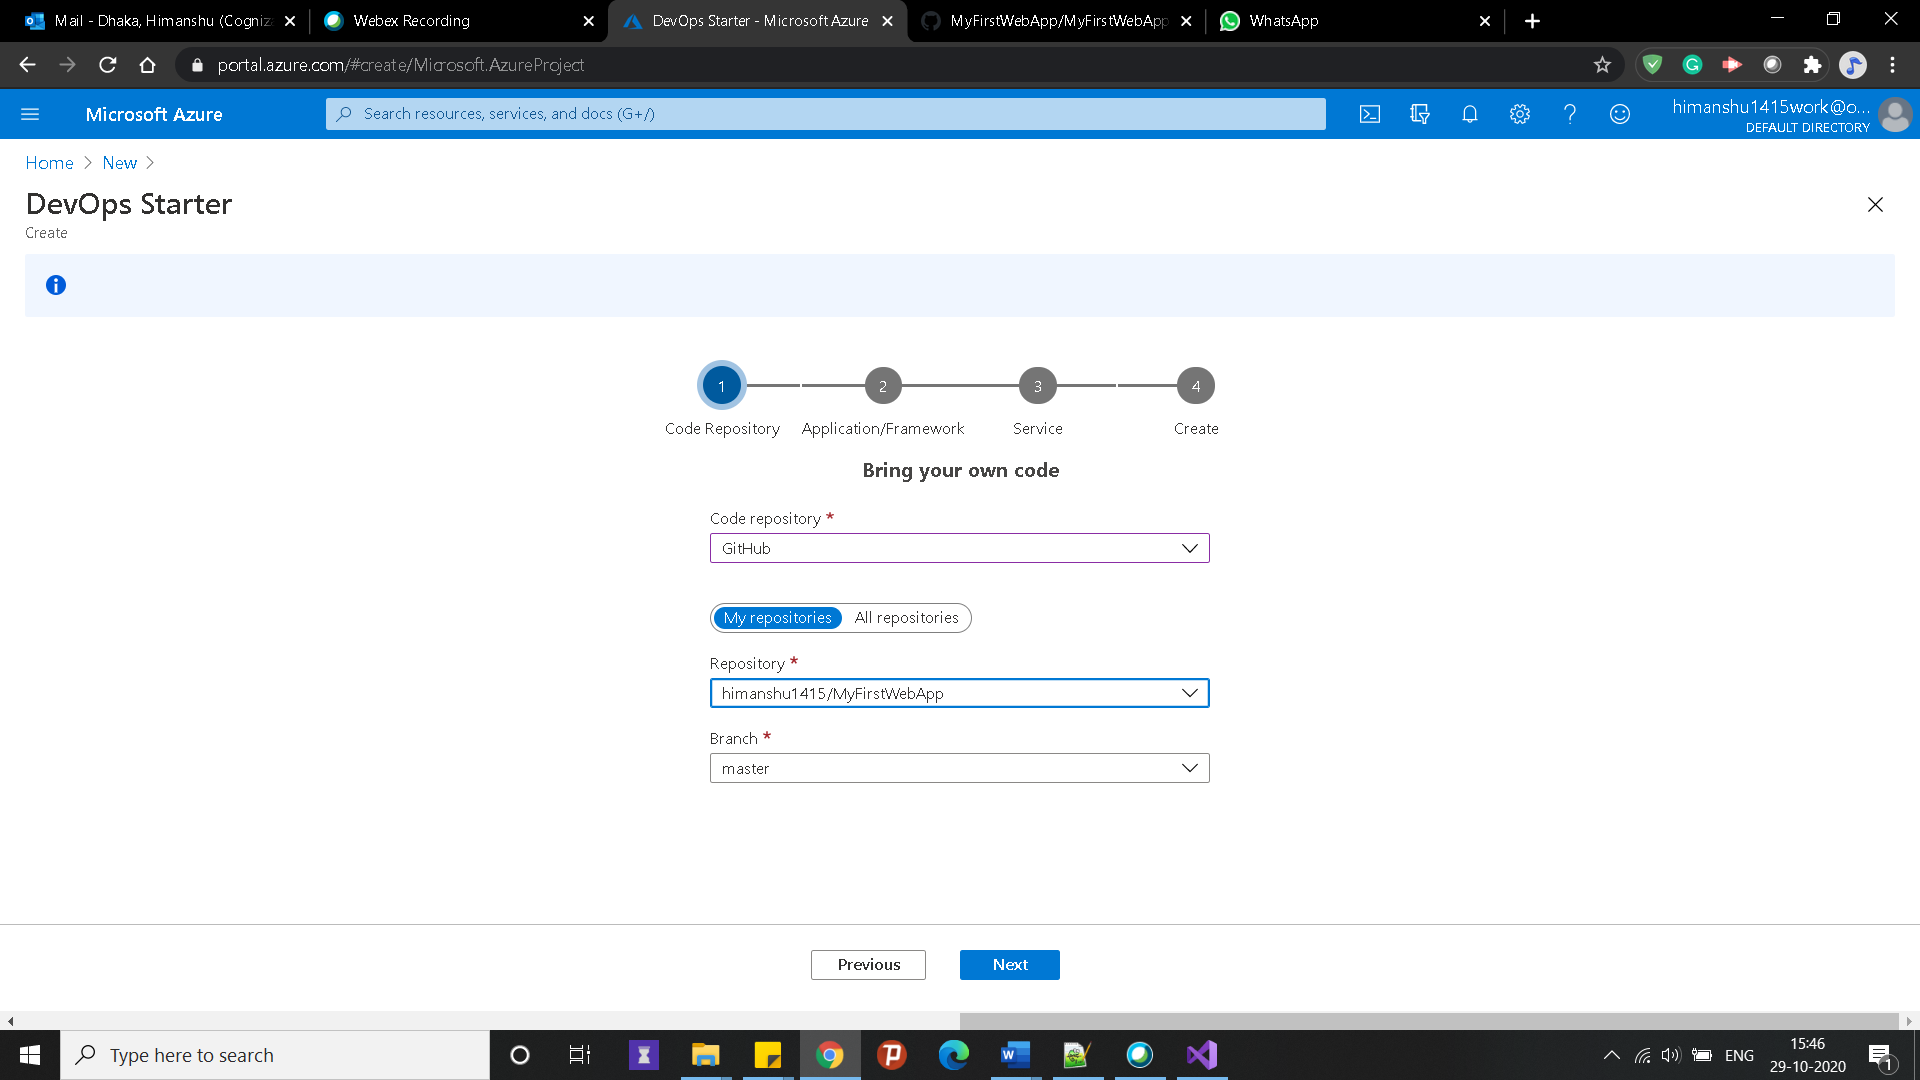 Mail - Dhaka, Himanshu (Cogniz
Webex Recording
DevOps Starter - Microsoft Azure
MyFirstWebApp/MyFirstWebApp
WhatsApp
portal.azure.com/#create/Microsoft.AzureProject
Microsoft Azure
Search resources, services, and docs (G+/)
himanshu1415work@o...
DEFAULT DIRECTORY
Home > New >
DevOps Starter
Create
1
2
3
4
Code Repository
Application/Framework
Service
Create
Bring your own code
Code repository *
GitHub
My repositories
All repositories
Repository *
himanshu1415/MyFirstWebApp
Branch *
master
Previous
Next
Type here to search
ENG
15:46
29-10-2020
1